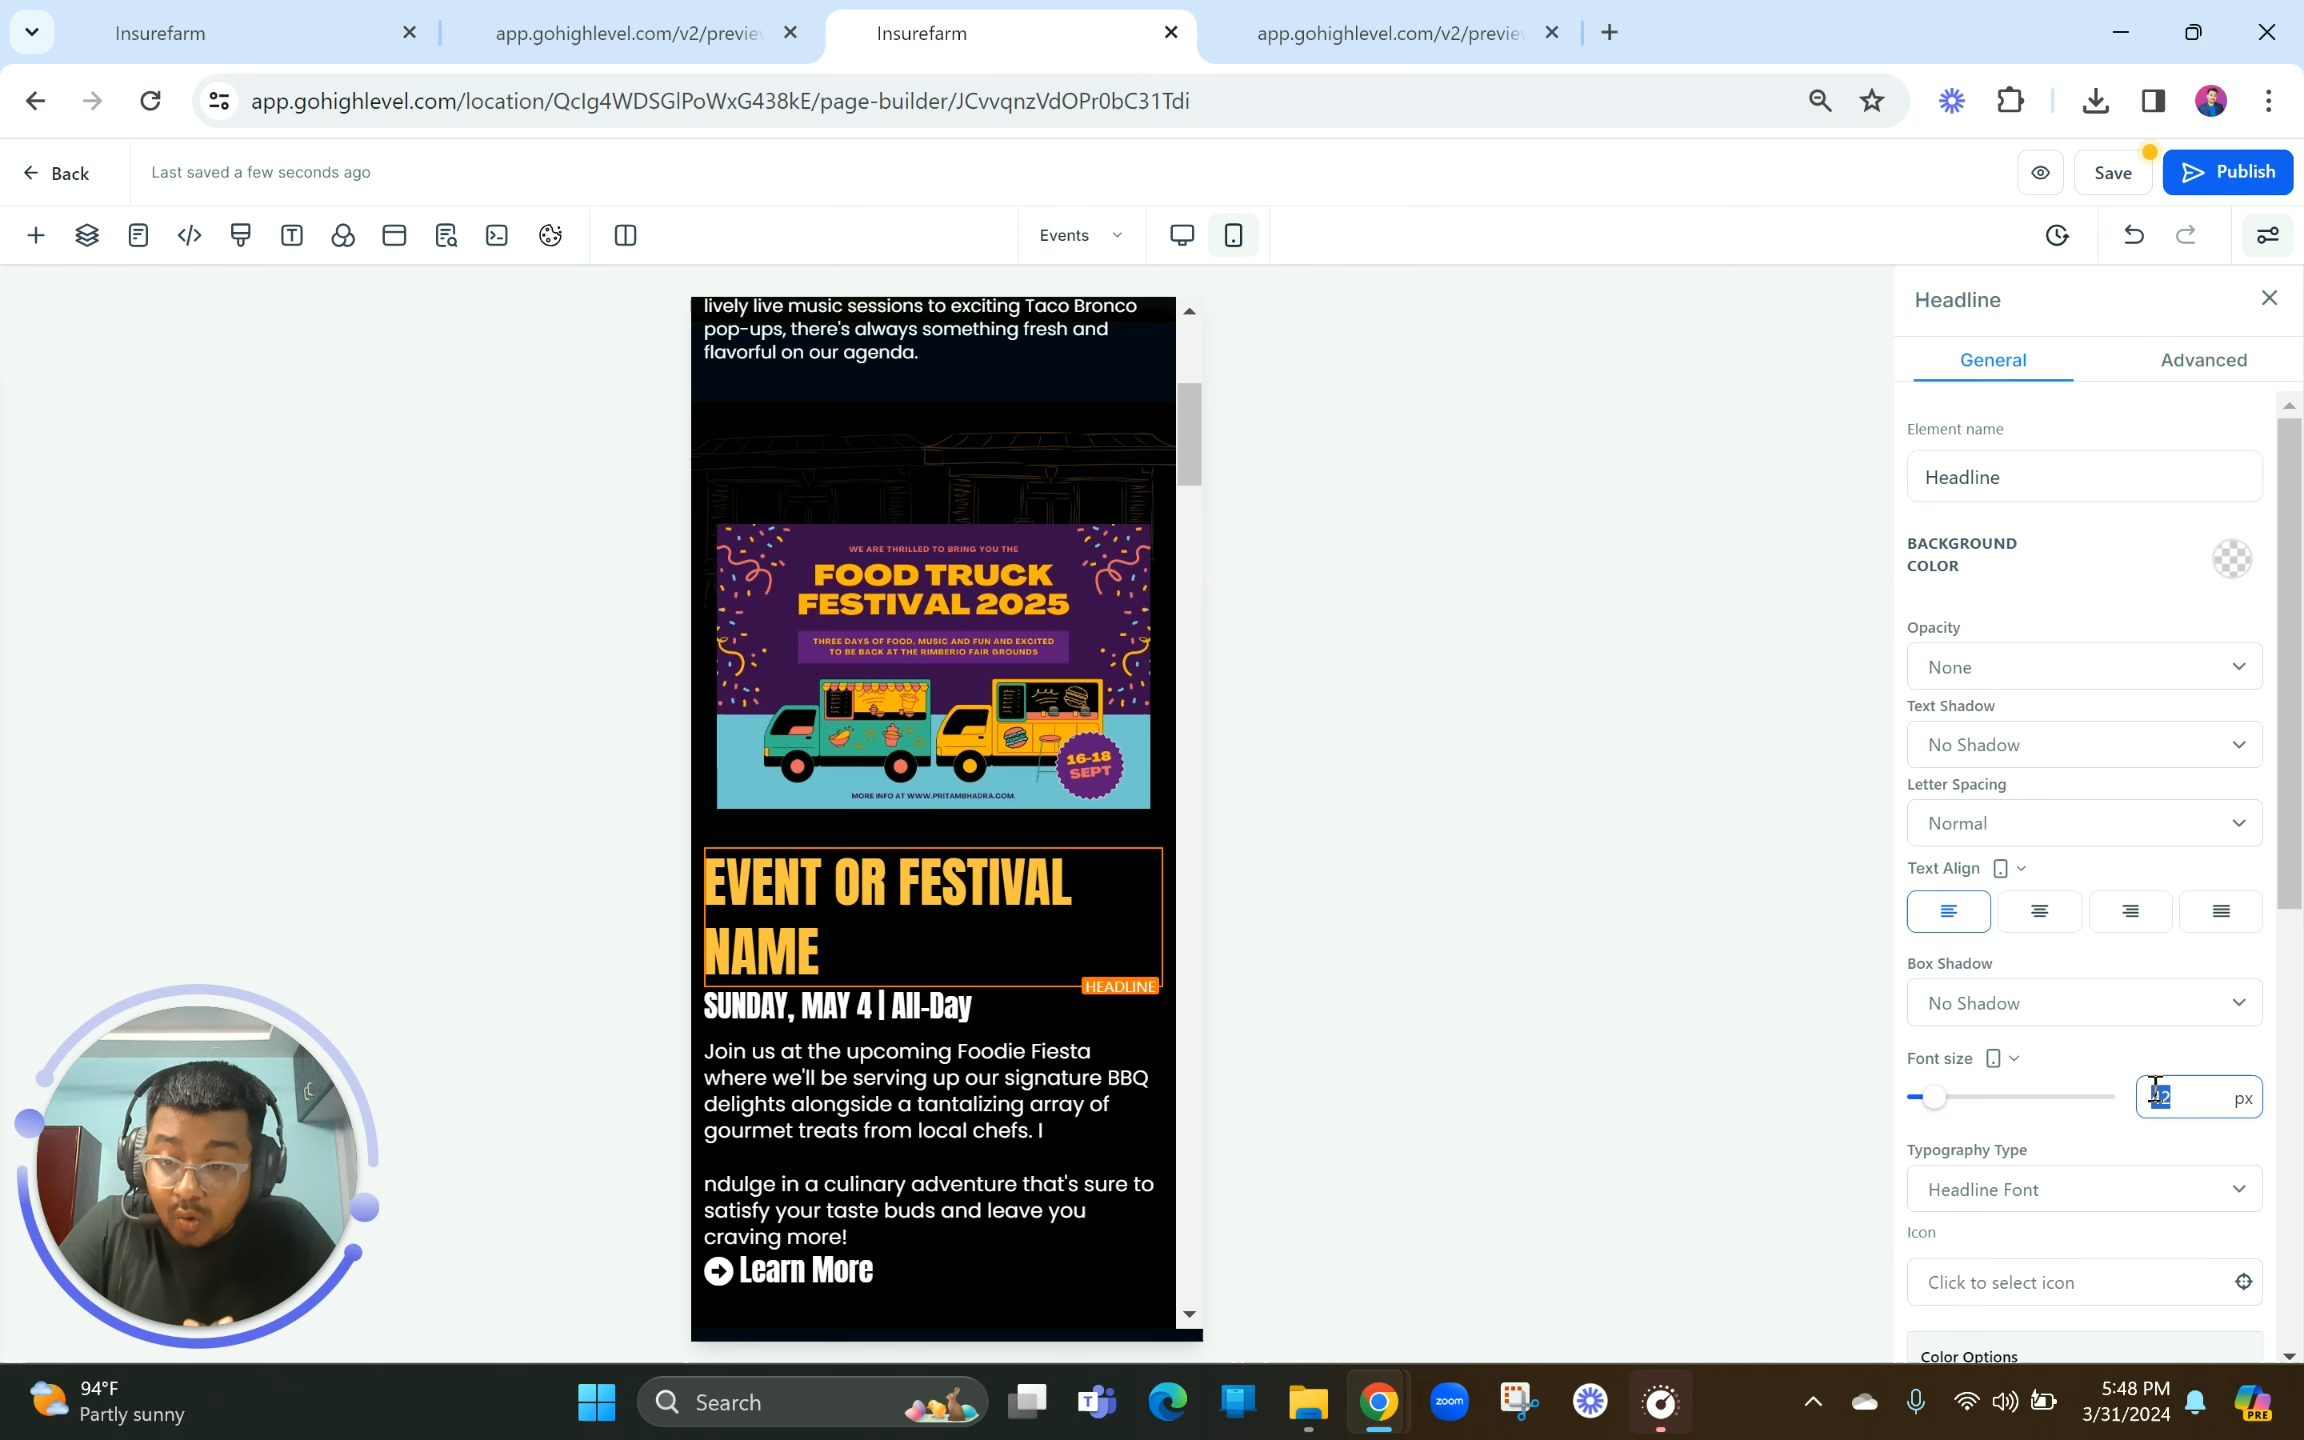 Insurefarm
app.gohighlevel.com/v2/previe
Insurefarm
app.gohighlevel.com/v2/previe
app.gohighlevel.com/location/QcIg4WDSGlPoWxG438kE/page-builder/JCvvqnzVdOPr0bC31Tdi
Back
Last saved a few seconds ago
Save
Publish
Events
lively live music sessions to exciting Taco Bronco
pop-ups, there's always something fresh and
flavorful on our agenda.
WE ARE THRILLED TO BRING YOU THE
FOOD TRUCK
FESTIVAL 2025
THREE DAYS OF FOOD, MUSIC AND FUN AND EXCITED
TO BE BACK AT THE RIMBERIO FAIR GROUNDS
16-18
SEPT
MORE INFO AT WWW.PRITAMBHADRA.COM.
EVENT OR FESTIVAL
NAME
HEADLINE
SUNDAY, MAY 4 | All-Day
Join us at the upcoming Foodie Fiesta
where we'll be serving up our signature BBQ
delights alongside a tantalizing array of
gourmet treats from local chefs. I
ndulge in a culinary adventure that's sure to
satisfy your taste buds and leave you
craving more!
Learn More
Headline
General
Advanced
Element name
Headline
BACKGROUND
COLOR
Opacity
None
Text Shadow
No Shadow
Letter Spacing
Normal
Text Align
Box Shadow
No Shadow
Font size
42
px
Typography Type
Headline Font
Icon
Click to select icon
Color Options
94°F
Partly sunny
Search
zoom
PRE
5:48 PM
3/31/2024